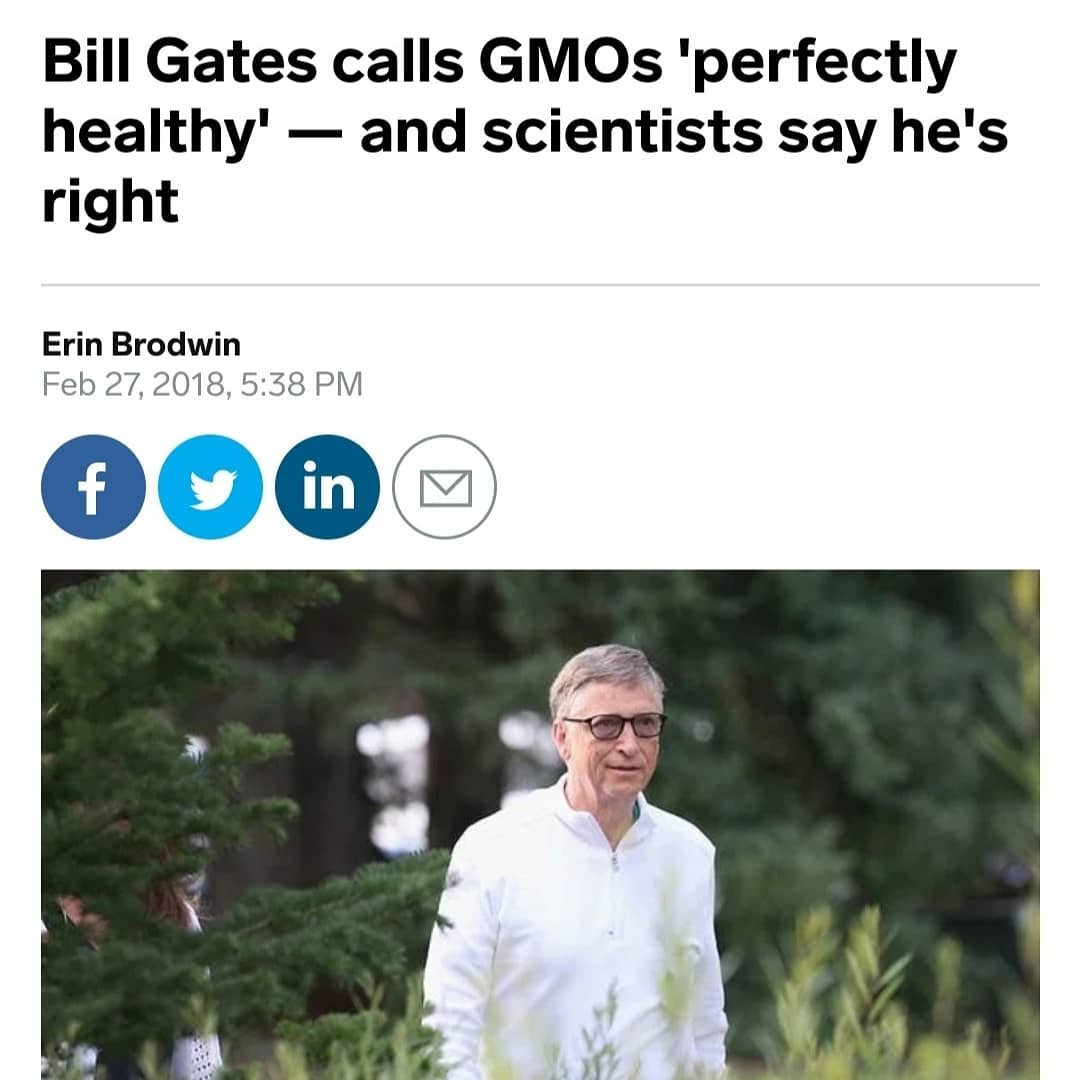 Bill Gates calls GMOs 'perfectly
healthy' — and scientists say he's
right
Erin Brodwin
Feb 27, 2018, 5:38 PM
f
in